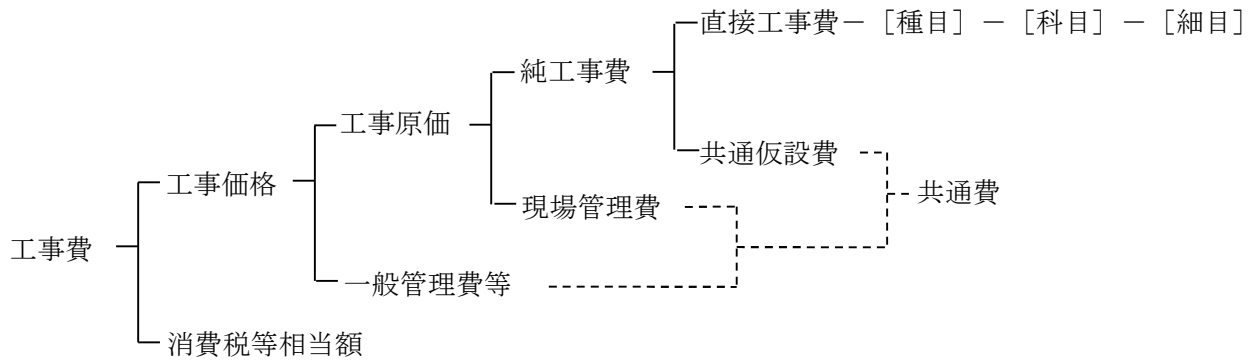 直接工事費－［種目］－［科目］－［細目］
純工事費
工事原価
共通仮設費
工事価格
共通費
現場管理費
工事費
一般管理費等
消費税等相当額